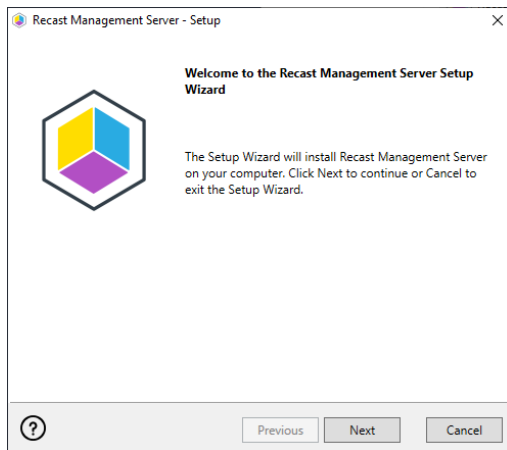 Recast Management Server - Setup
Welcome to the Recast Management Server Setup
Wizard
The Setup Wizard will install Recast Management Server
on your computer. Click Next to continue or Cancel to
exit the Setup Wizard.
?
Previous
Next
Cancel